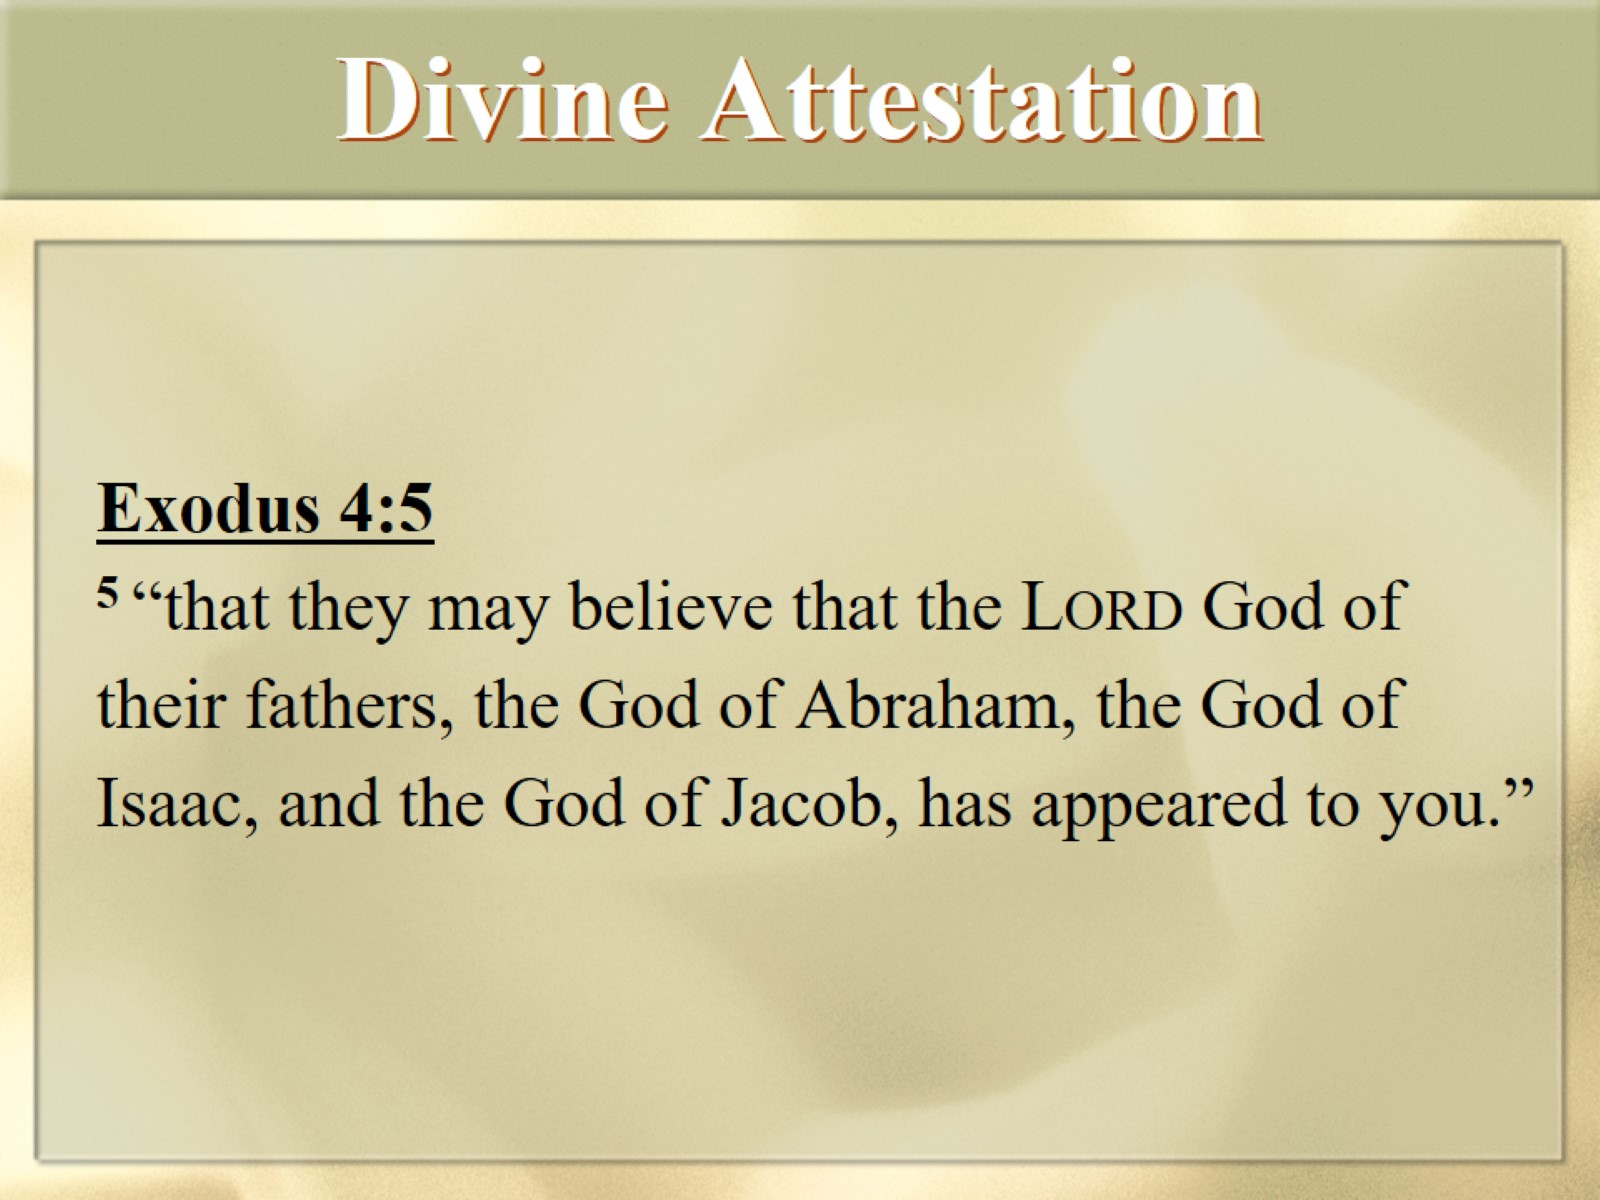 Divine Attestation
Exodus 4:5
5 “that they may believe that the LORD God of
their fathers, the God of Abraham, the God of
Isaac, and the God of Jacob, has appeared to you.”